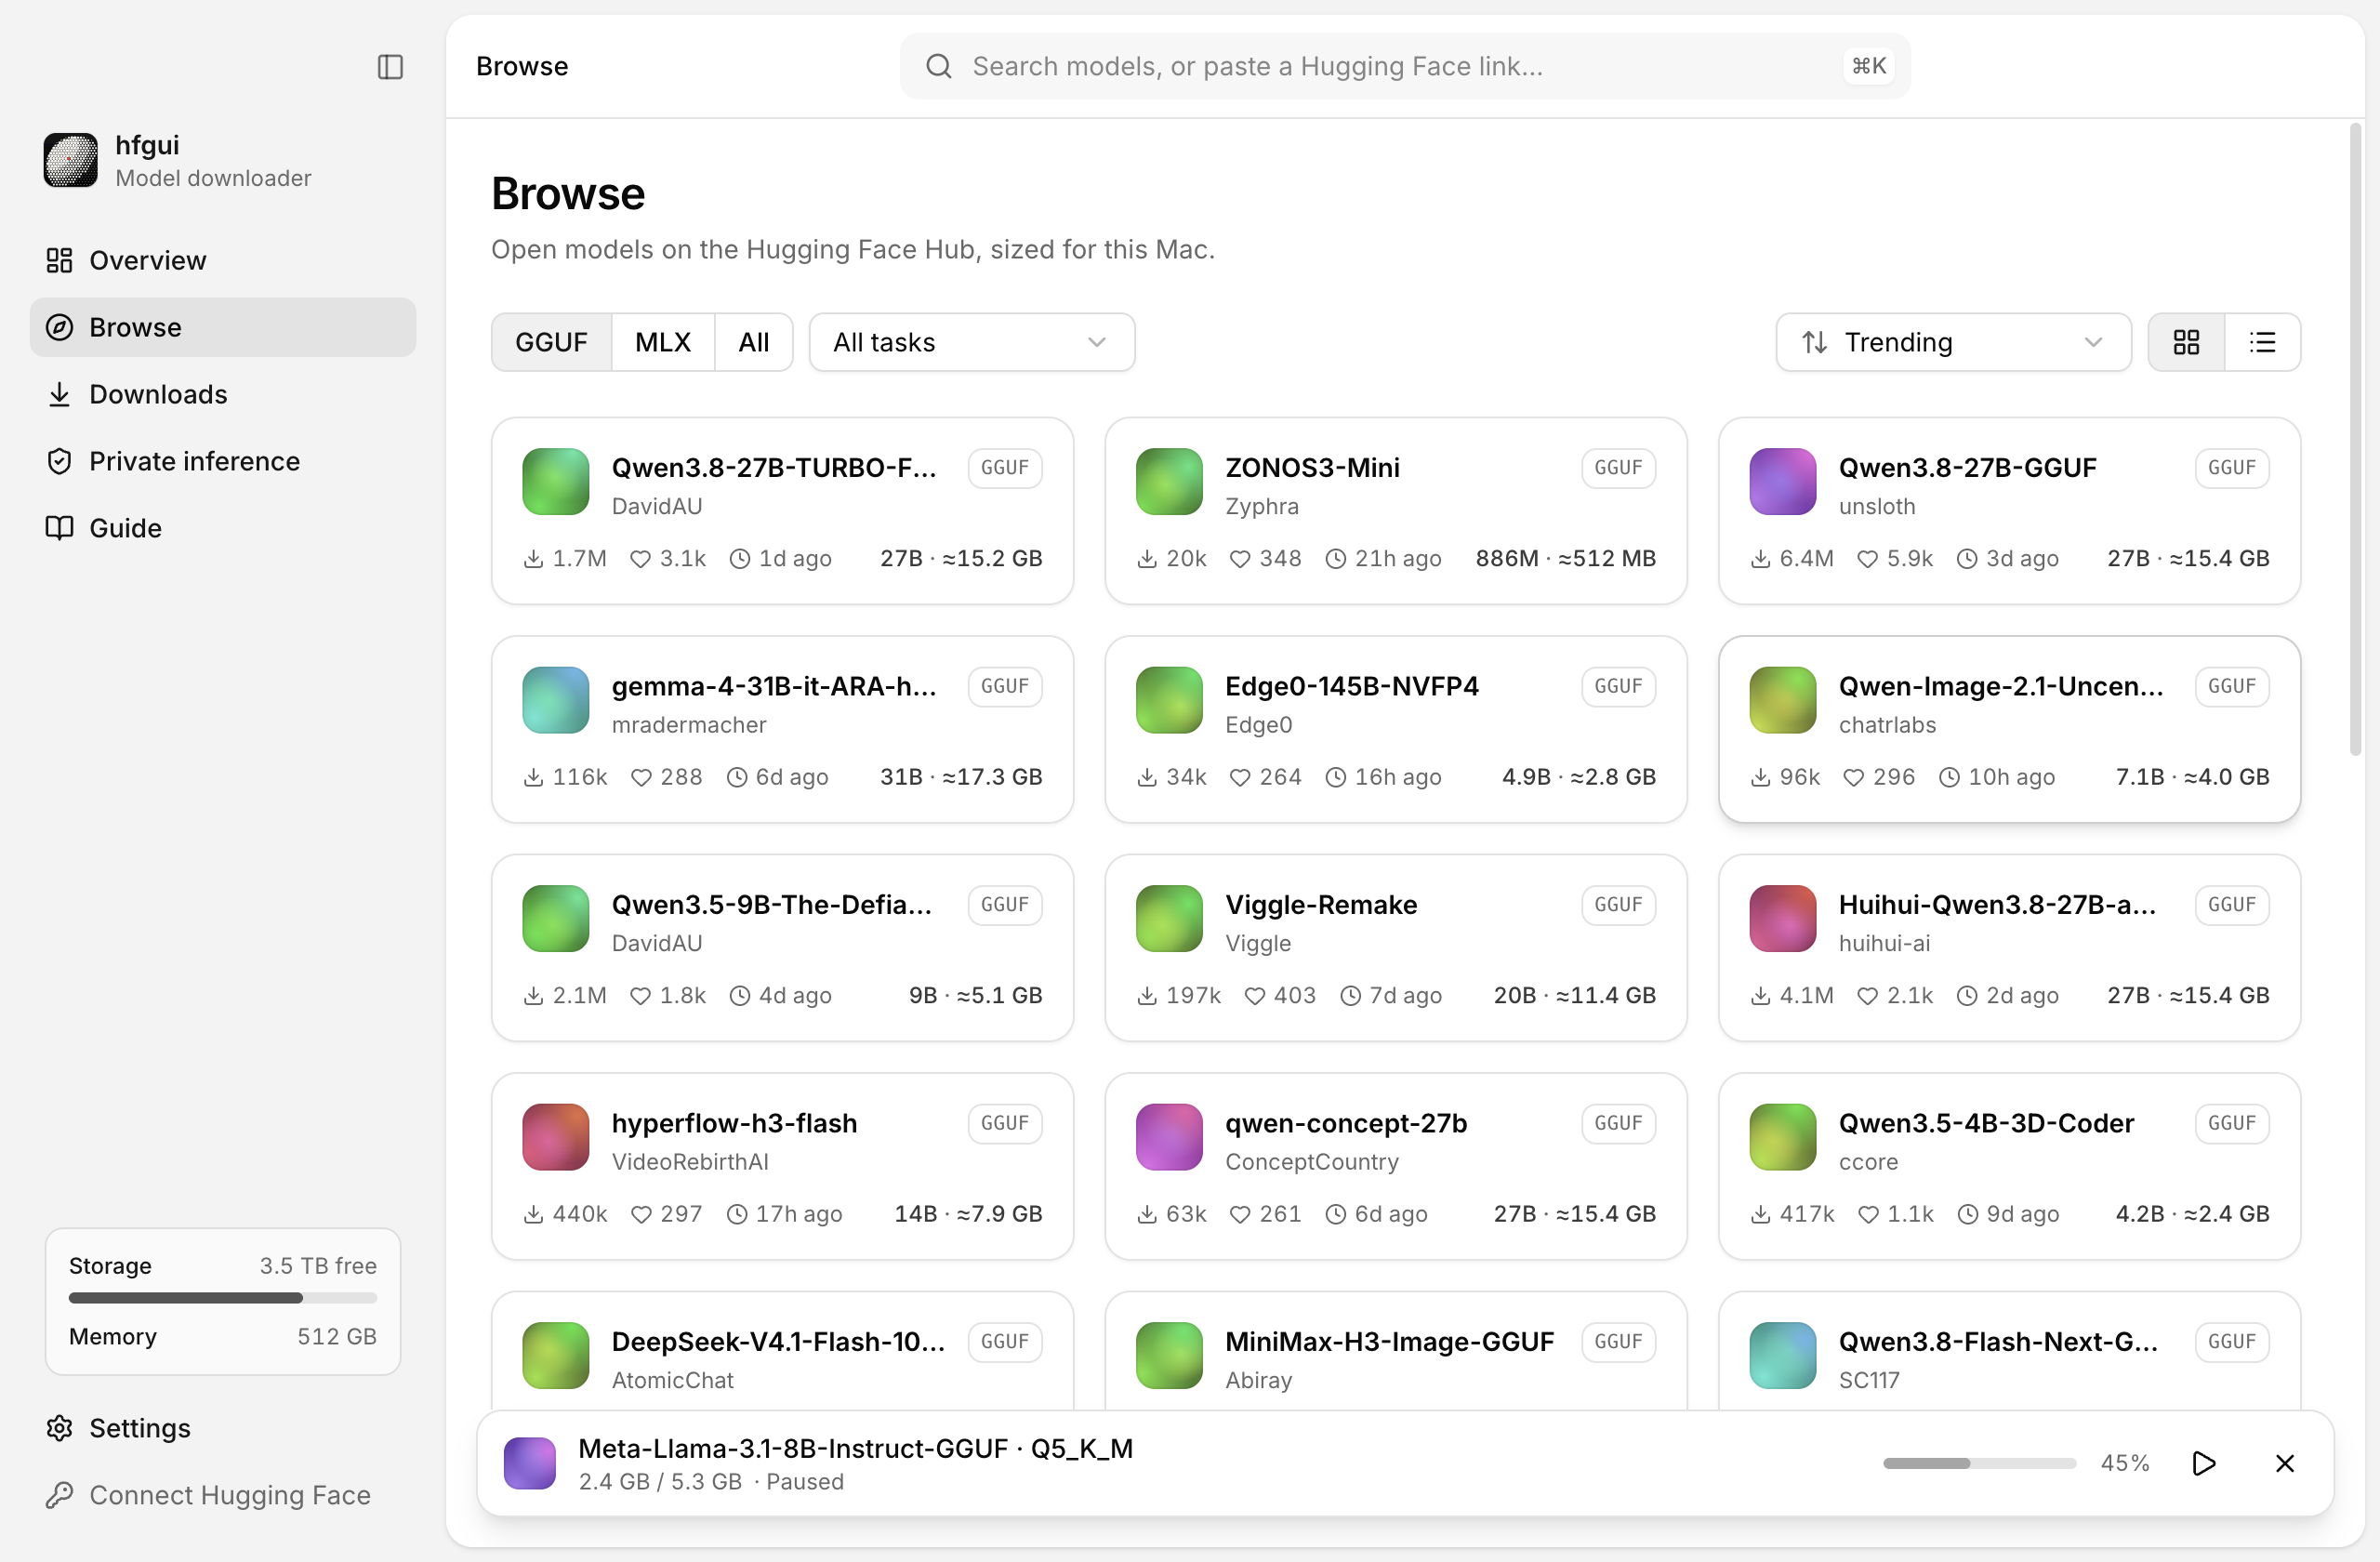 Browse
Search models, or paste a Hugging Face link...
⌘K
hfgui
Model downloader
Overview
Browse
Downloads
Private inference
Guide
Storage 3.5 TB free
Memory 512 GB
Settings
Connect Hugging Face
Browse
Open models on the Hugging Face Hub, sized for this Mac.
GGUF MLX All All tasks Trending
Qwen3.8-27B-TURBO-F... GGUF
DavidAU
1.7M 3.1k 1d ago 27B · ≈15.2 GB
ZONOS3-Mini GGUF
Zyphra
20k 348 21h ago 886M · ≈512 MB
Qwen3.8-27B-GGUF GGUF
unsloth
6.4M 5.9k 3d ago 27B · ≈15.4 GB
gemma-4-31B-it-ARA-h... GGUF
mradermacher
116k 288 6d ago 31B · ≈17.3 GB
Edge0-145B-NVFP4 GGUF
Edge0
34k 264 16h ago 4.9B · ≈2.8 GB
Qwen-Image-2.1-Uncen... GGUF
chatrlabs
96k 296 10h ago 7.1B · ≈4.0 GB
Qwen3.5-9B-The-Defia... GGUF
DavidAU
2.1M 1.8k 4d ago 9B · ≈5.1 GB
Viggle-Remake GGUF
Viggle
197k 403 7d ago 20B · ≈11.4 GB
Huihui-Qwen3.8-27B-a... GGUF
huihui-ai
4.1M 2.1k 2d ago 27B · ≈15.4 GB
hyperflow-h3-flash GGUF
VideoRebirthAI
440k 297 17h ago 14B · ≈7.9 GB
qwen-concept-27b GGUF
ConceptCountry
63k 261 6d ago 27B · ≈15.4 GB
Qwen3.5-4B-3D-Coder GGUF
ccore
417k 1.1k 9d ago 4.2B · ≈2.4 GB
DeepSeek-V4.1-Flash-10... GGUF
AtomicChat
MiniMax-H3-Image-GGUF GGUF
Abiray
Qwen3.8-Flash-Next-G... GGUF
SC117
Meta-Llama-3.1-8B-Instruct-GGUF · Q5_K_M
2.4 GB / 5.3 GB · Paused
45%